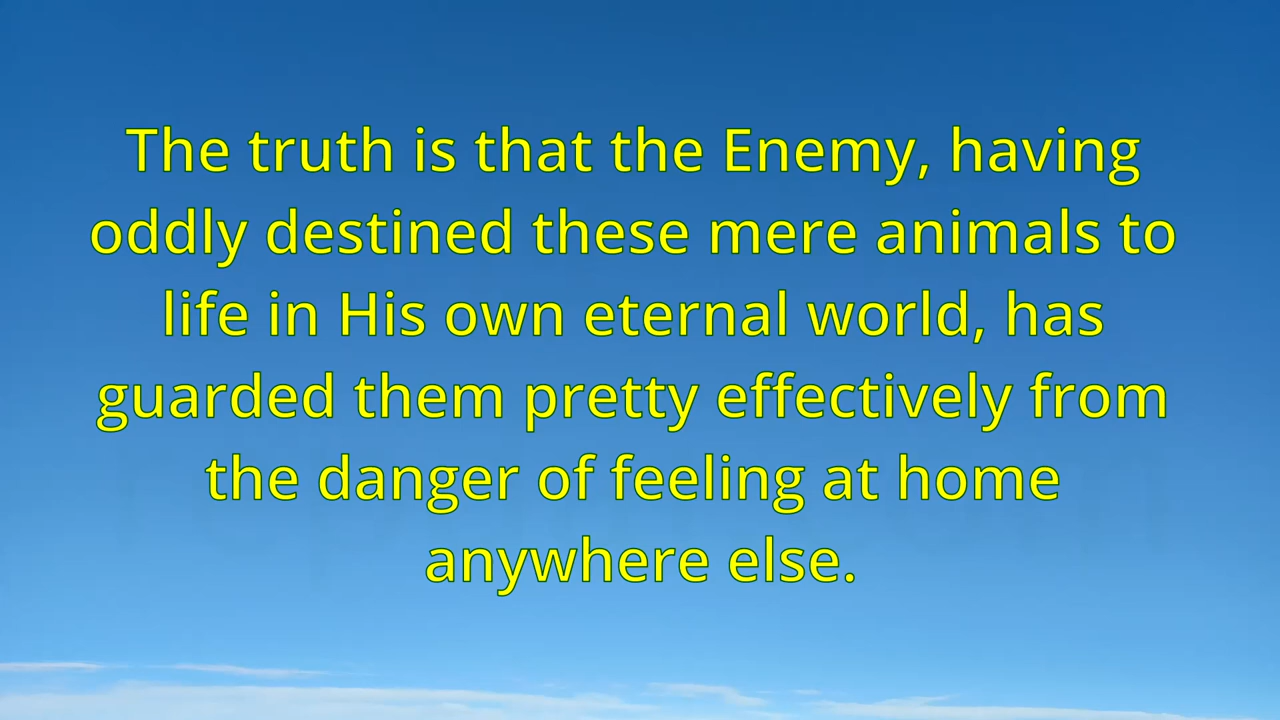 The truth is that the Enemy, having
oddly destined these mere animals to
life in His own eternal world, has
guarded them pretty effectively from
the danger of feeling at home
anywhere else.